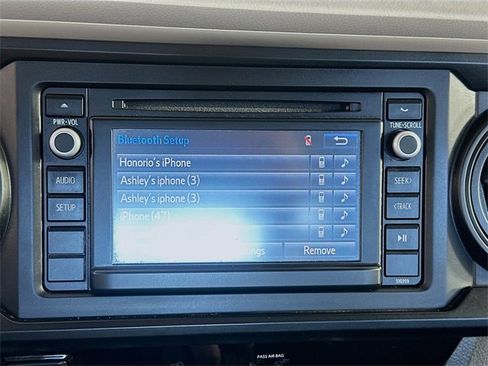 PWR•VOL
TUNE•SCROLL
Bluetooth Setup
Honorio's iPhone
Ashley's iphone (3)
AUDIO
SEEK>
Ashley's iphone (3)
SETUP
<TRACK
iPhone (47)
Remove
510259
PASS AIR BAG